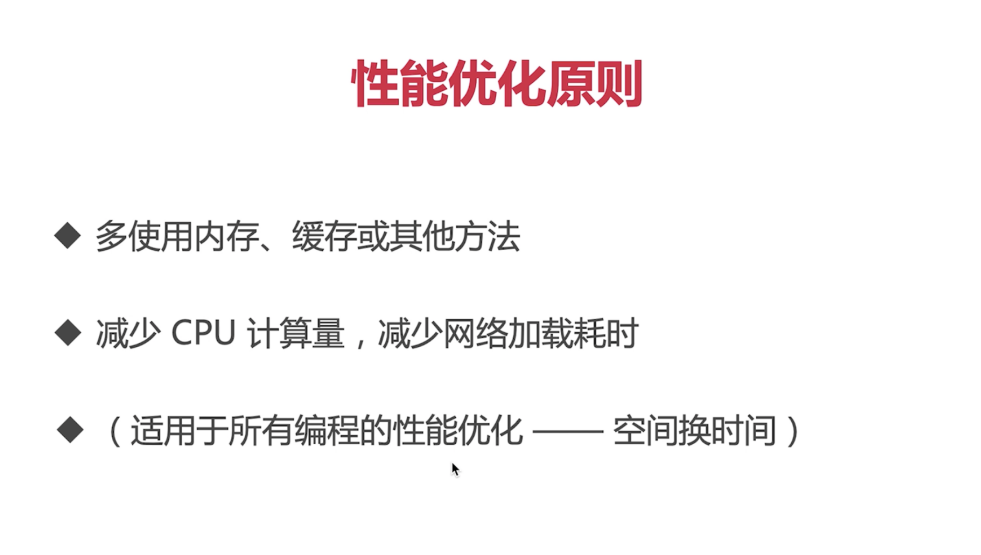 性能优化原则
◆ 多使用内存、缓存或其他方法
◆ 减少 CPU 计算量，减少网络加载耗时
◆ （适用于所有编程的性能优化 —— 空间换时间）